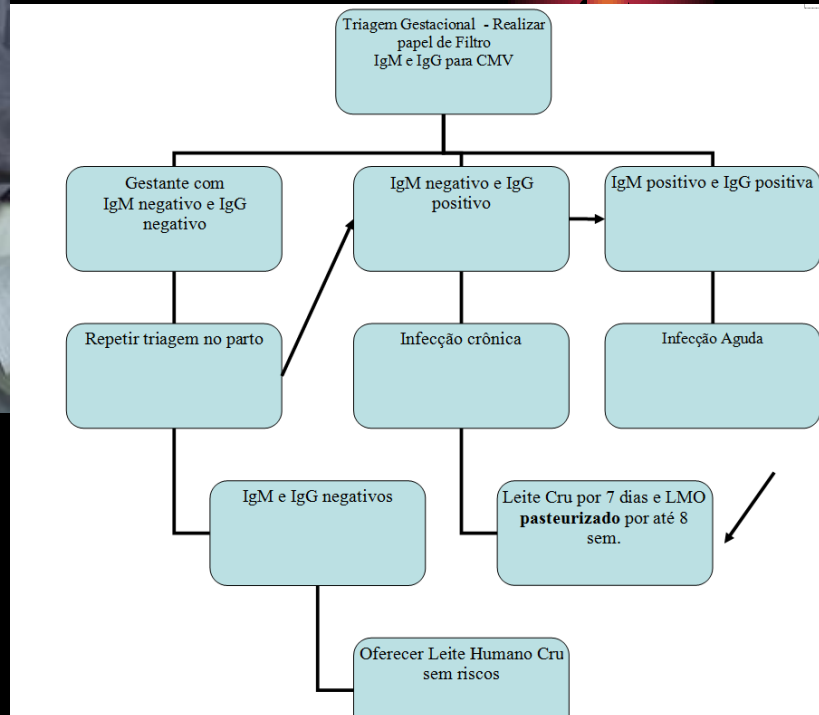 Triagem Gestacional - Realizar
papel de Filtro
IgM e IgG para CMV
Gestante com
IgM negativo e IgG
negativo
IgM negativo e IgG
positivo
IgM positivo e IgG positiva
Repetir triagem no parto
Infecção crônica
Infecção Aguda
IgM e IgG negativos
Leite Cru por 7 dias e LMO
pasteurizado por até 8
sem.
Oferecer Leite Humano Cru
sem riscos